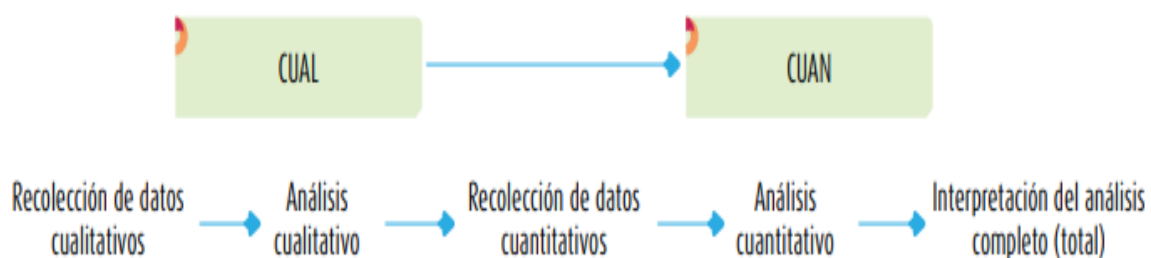 CUAL
CUAN
Recolección de datos
cualitativos
Análisis
cualitativo
Recolección de datos
cuantitativos
Análisis
cuantitativo
Interpretación del análisis
completo (total)